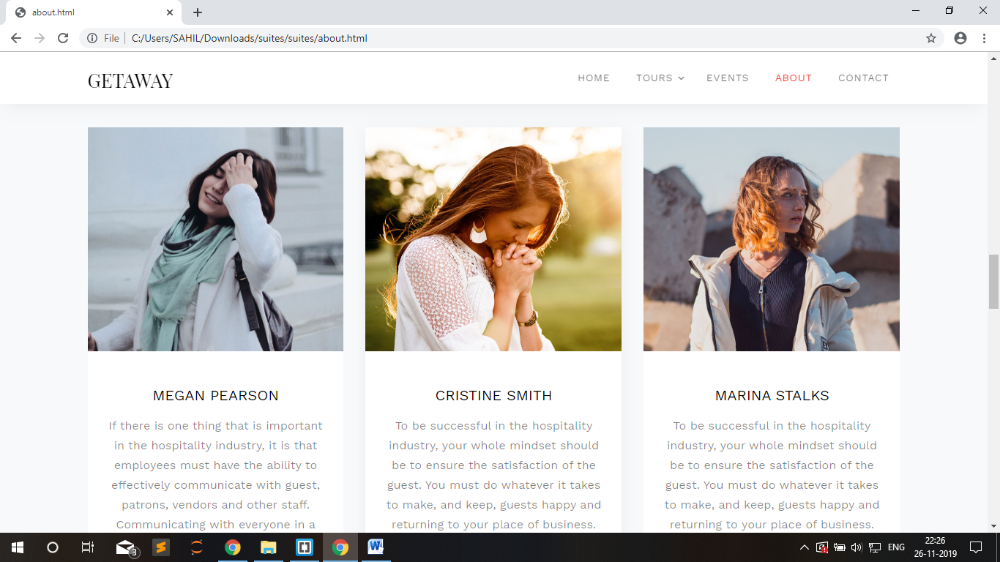 about.html
File C:/Users/SAHIL/Downloads/suites/suites/about.html
GETAWAY
HOME TOURS EVENTS ABOUT CONTACT
MEGAN PEARSON
If there is one thing that is important
in the hospitality industry, it is that
employees must have the ability to
effectively communicate with guest,
patrons, vendors and other staff.
Communicating with everyone in a
CRISTINE SMITH
To be successful in the hospitality
industry, your whole mindset should
be to ensure the satisfaction of the
guest. You must do whatever it takes
to make, and keep, guests happy and
returning to your place of business.
MARINA STALKS
To be successful in the hospitality
industry, your whole mindset should
be to ensure the satisfaction of the
guest. You must do whatever it takes
to make, and keep, guests happy and
returning to your place of business.
3
ENG
22:26
26-11-2019